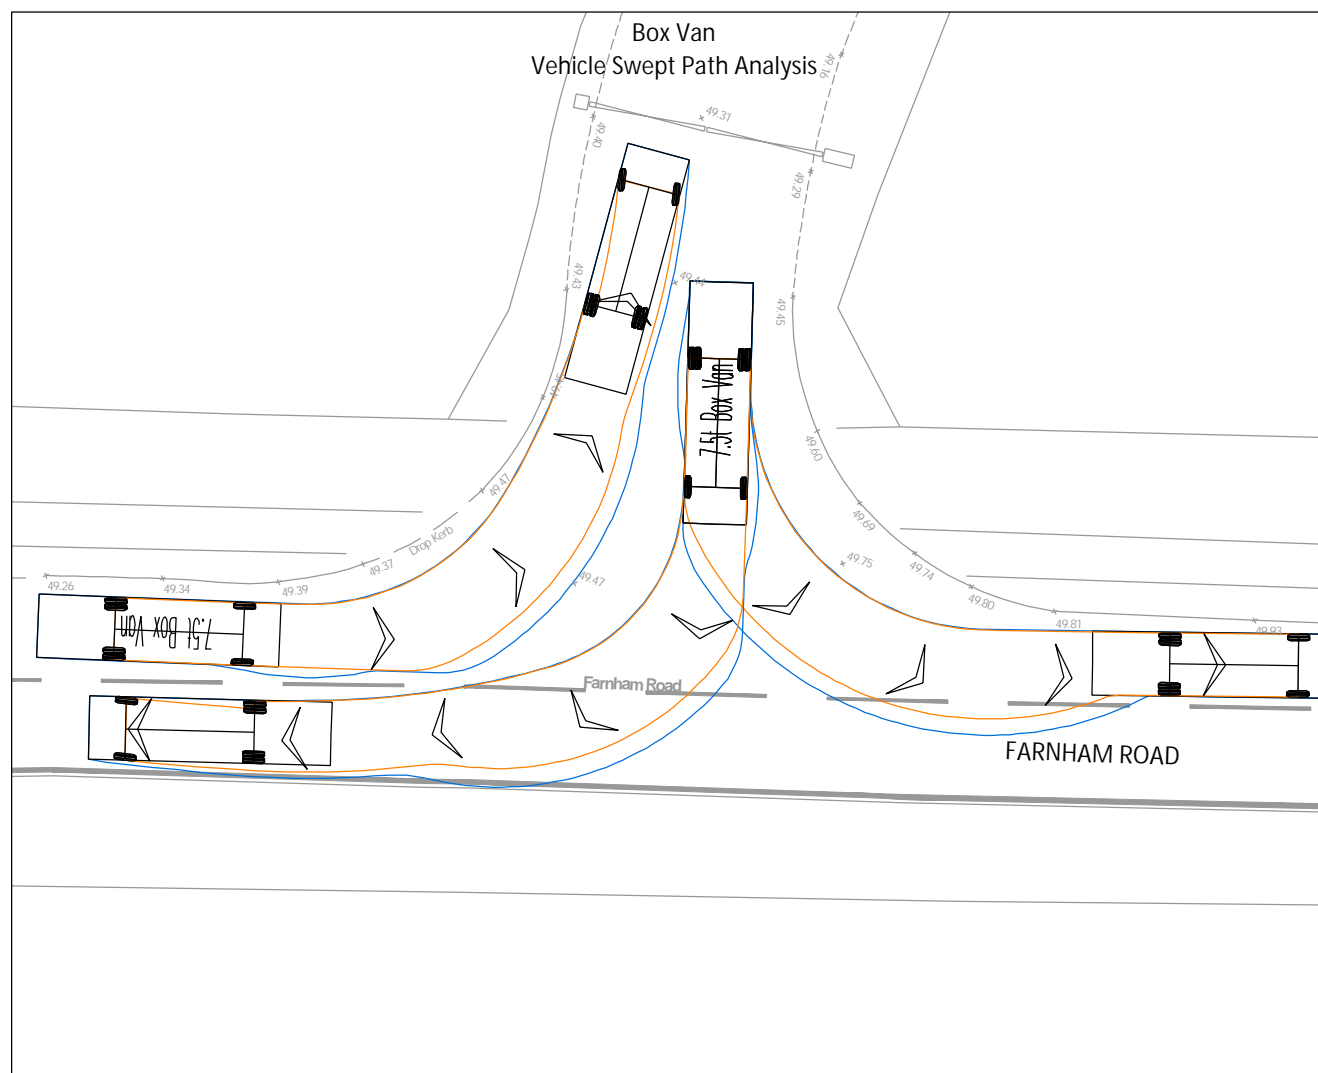 Box Van
Vehicle Swept Path Analysis
49.16
49.31
49.40
49.29
49.43
49.44
49.45
7.5t Box Van
49.60
49.47
49.69
Drop Kerb
49.75
49.74
49.37
49.47
49.26
49.34
49.39
49.80
49.81
49.93
7.5t Box Van
Farnham Road
FARNHAM ROAD